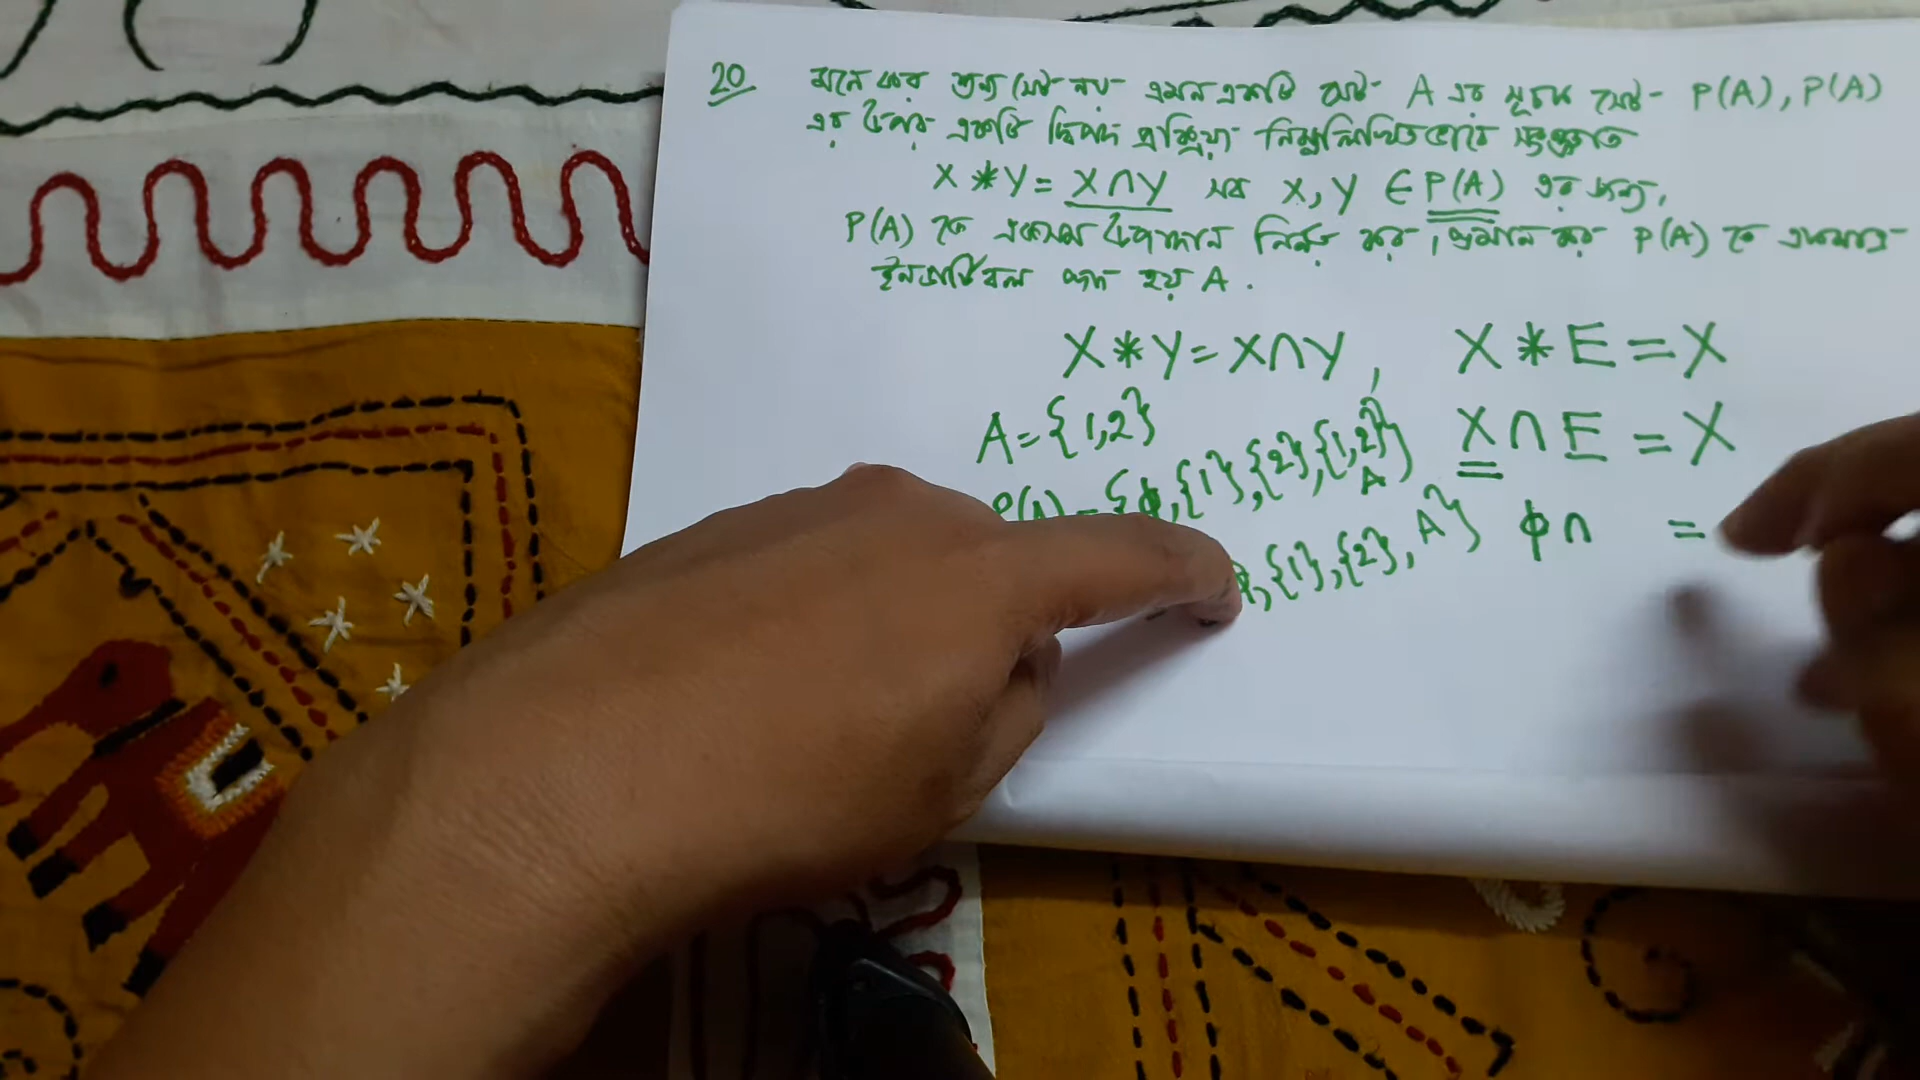 20 মনে কর শূন্য সেট নয় এমন একটি সেট A এর সূচক সেট P(A), P(A)
এর উপর একটি দ্বিপদ প্রক্রিয়া নিম্নলিখিতভাবে সংজ্ঞায়িত
X * Y = X ∩ Y সব X, Y ∈ P(A) এর জন্য,
P(A) তে একসম উপাদান নির্ণয় কর, প্রমান কর P(A) তে একমাত্র
ইনভার্টিবল পদ হয় A .
X * Y = X ∩ Y , X * E = X
A = {1,2} X ∩ E = X
P(A) = {ϕ, {1}, {2}, {1,2}}
A
ϕ, {1}, {2}, A} ϕ ∩ =